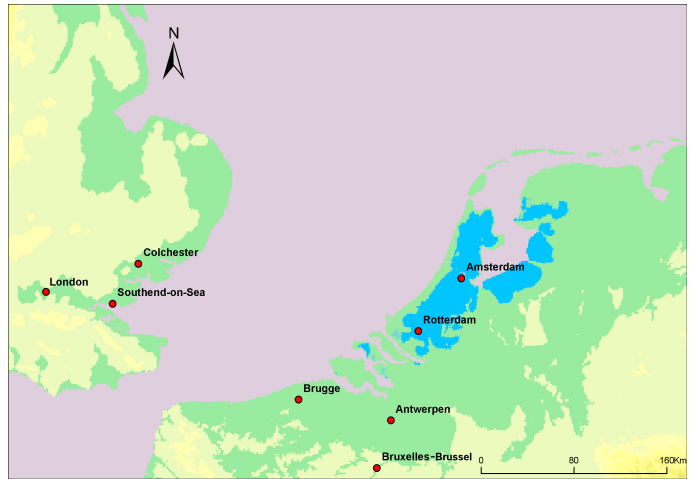 N
Colchester
London
Southend-on-Sea
Amsterdam
Rotterdam
Brugge
Antwerpen
Bruxelles-Brussel
0 80 160Km